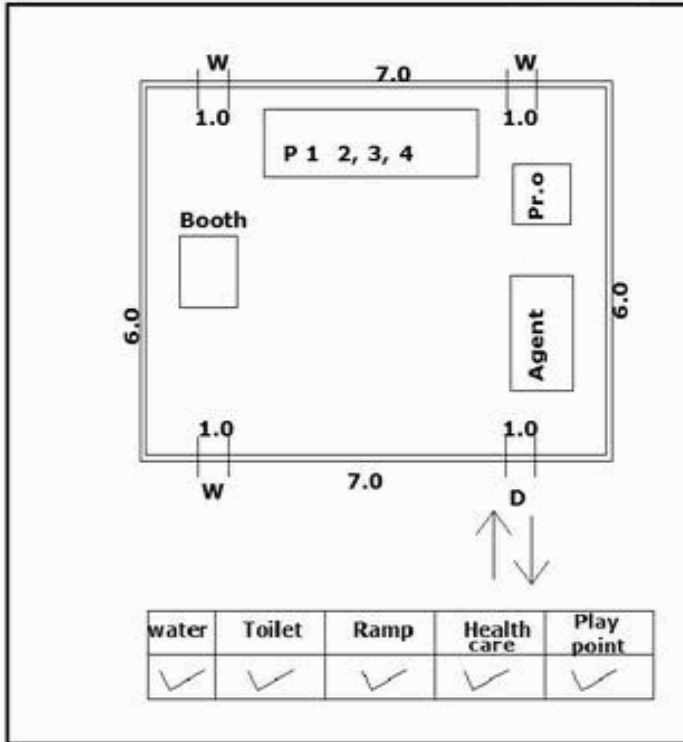 W
W
7.0
1.0
1.0
P 1 2, 3, 4
Pr.o
Booth
6.0
6.0
Agent
1.0
1.0
W
7.0
D
water Toilet Ramp Health care Play point